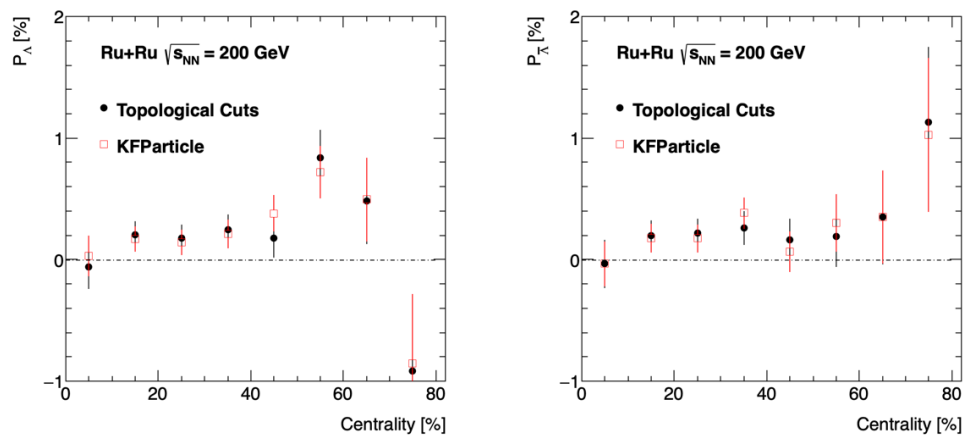 P_Λ [%]
2
1
0
−1
Ru+Ru √s_NN = 200 GeV
Topological Cuts
KFParticle
0 20 40 60 80
Centrality [%]
P_Λ̅ [%]
2
1
0
−1
Ru+Ru √s_NN = 200 GeV
Topological Cuts
KFParticle
0 20 40 60 80
Centrality [%]